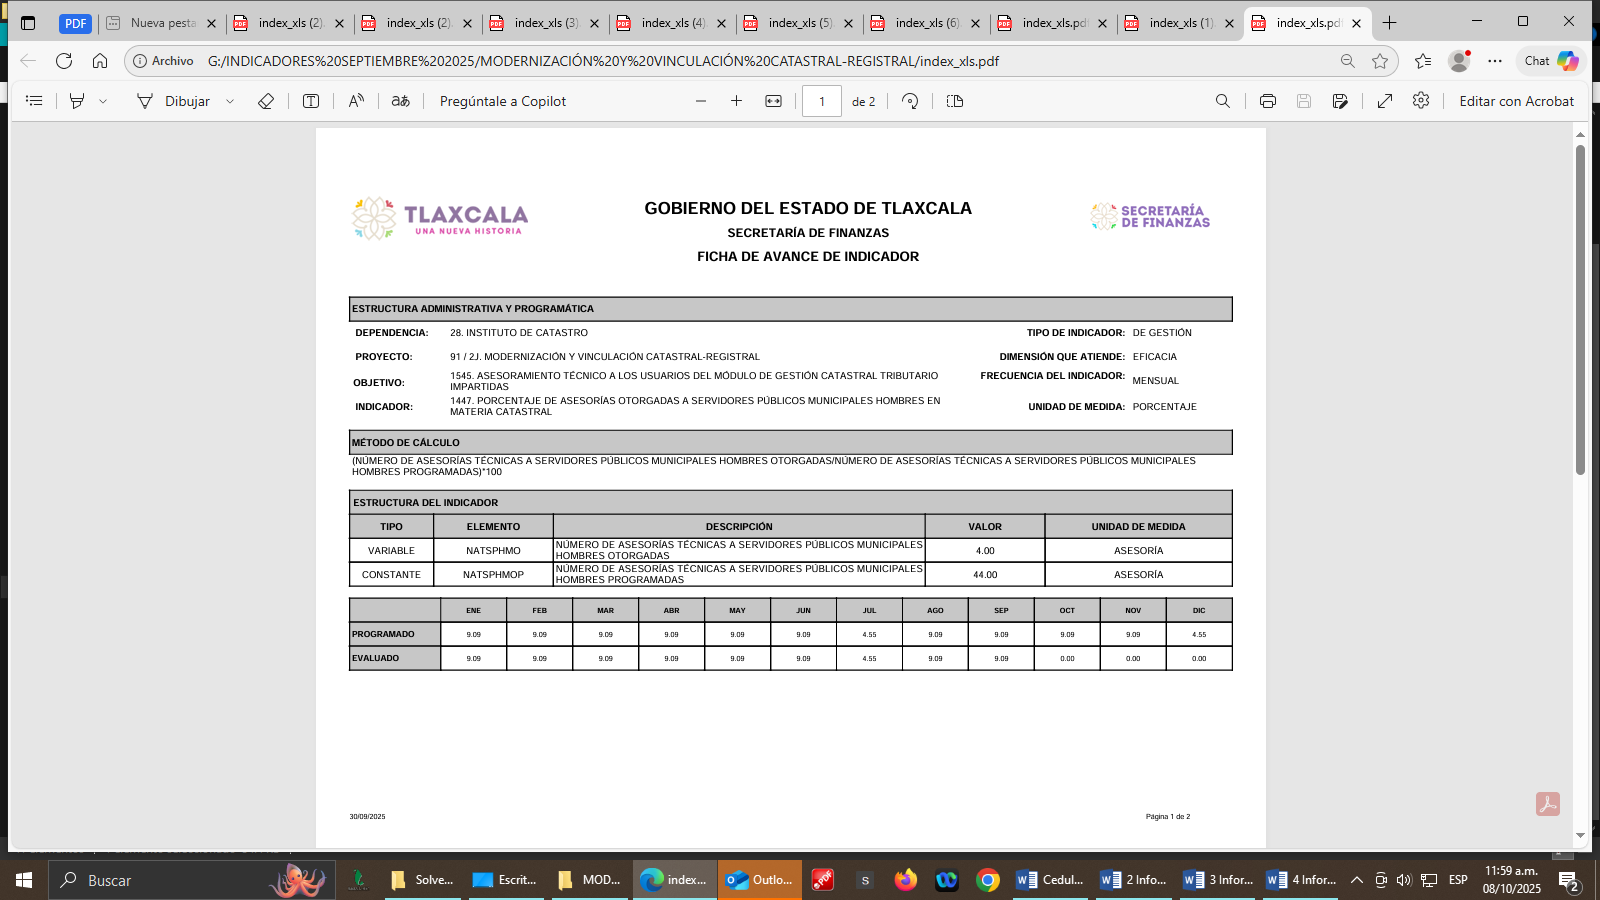 PDF
Nueva pesta
index_xls (2).
index_xls (2).
index_xls (3)
index_xls (4)
index_xls (5)
index_xls (6).
index_xls.pd
index_xls (1)
index_xls.pd
Archivo
G:/INDICADORES%20SEPTIEMBRE%202025/MODERNIZACIÓN%20Y%20VINCULACIÓN%20CATASTRAL-REGISTRAL/index_xls.pdf
Chat
Dibujar
Pregúntale a Copilot
1
de 2
Editar con Acrobat
TLAXCALA
UNA NUEVA HISTORIA
GOBIERNO DEL ESTADO DE TLAXCALA
SECRETARÍA DE FINANZAS
FICHA DE AVANCE DE INDICADOR
SECRETARÍA
DE FINANZAS
ESTRUCTURA ADMINISTRATIVA Y PROGRAMÁTICA
DEPENDENCIA: 28. INSTITUTO DE CATASTRO TIPO DE INDICADOR: DE GESTIÓN
PROYECTO: 91 / 2J. MODERNIZACIÓN Y VINCULACIÓN CATASTRAL-REGISTRAL DIMENSIÓN QUE ATIENDE: EFICACIA
OBJETIVO: 1545. ASESORAMIENTO TÉCNICO A LOS USUARIOS DEL MÓDULO DE GESTIÓN CATASTRAL TRIBUTARIO
IMPARTIDAS
FRECUENCIA DEL INDICADOR: MENSUAL
INDICADOR: 1447. PORCENTAJE DE ASESORÍAS OTORGADAS A SERVIDORES PÚBLICOS MUNICIPALES HOMBRES EN
MATERIA CATASTRAL
UNIDAD DE MEDIDA: PORCENTAJE
MÉTODO DE CÁLCULO
(NÚMERO DE ASESORÍAS TÉCNICAS A SERVIDORES PÚBLICOS MUNICIPALES HOMBRES OTORGADAS/NÚMERO DE ASESORÍAS TÉCNICAS A SERVIDORES PÚBLICOS MUNICIPALES
HOMBRES PROGRAMADAS)*100
ESTRUCTURA DEL INDICADOR
TIPO ELEMENTO DESCRIPCIÓN VALOR UNIDAD DE MEDIDA
VARIABLE NATSPHMO NÚMERO DE ASESORÍAS TÉCNICAS A SERVIDORES PÚBLICOS MUNICIPALES
HOMBRES OTORGADAS 4.00 ASESORÍA
CONSTANTE NATSPHMOP NÚMERO DE ASESORÍAS TÉCNICAS A SERVIDORES PÚBLICOS MUNICIPALES
HOMBRES PROGRAMADAS 44.00 ASESORÍA
ENE FEB MAR ABR MAY JUN JUL AGO SEP OCT NOV DIC
PROGRAMADO 9.09 9.09 9.09 9.09 9.09 9.09 4.55 9.09 9.09 9.09 9.09 4.55
EVALUADO 9.09 9.09 9.09 9.09 9.09 9.09 4.55 9.09 9.09 0.00 0.00 0.00
30/09/2025
Página 1 de 2
Buscar
Solve...
Escrit...
MOD...
index...
Outlo...
Cedul...
2 Info...
3 Infor...
4 Infor...
ESP
11:59 a.m.
08/10/2025
2